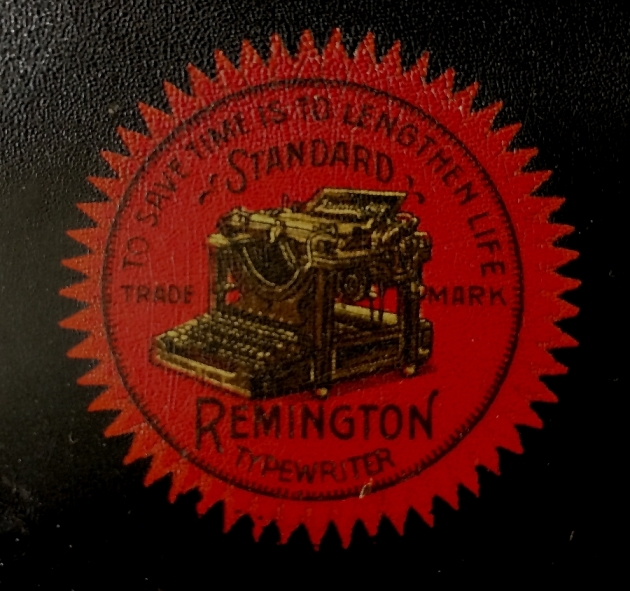 TO SAVE TIME IS TO LENGTHEN LIFE
STANDARD
TRADE MARK
REMINGTON
TYPEWRITER